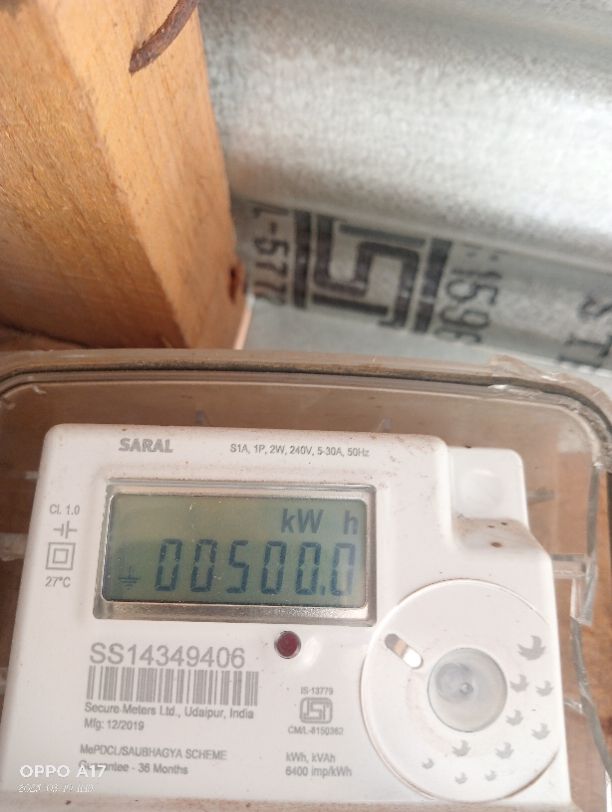 SARAL
S1A, 1P, 2W, 240V, 5-30A, 50Hz
Cl. 1.0
27°C
kW h
00500.0
SS14349406
Secure Meters Ltd., Udaipur, India
Mfg: 12/2019
MePDCL/SAUBHAGYA SCHEME
Guarantee - 36 Months
IS-13779
CM/L-8150362
kWh, kVAh
6400 imp/kWh
OPPO A17